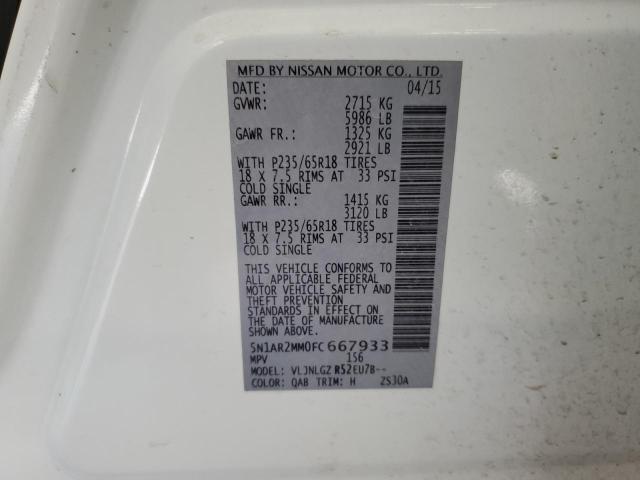 MFD BY NISSAN MOTOR CO., LTD.
DATE: 04/15
GVWR: 2715 KG
5986 LB
GAWR FR.: 1325 KG
2921 LB
WITH P235/65R18 TIRES
18 X 7.5 RIMS AT 33 PSI
COLD SINGLE
GAWR RR.: 1415 KG
3120 LB
WITH P235/65R18 TIRES
18 X 7.5 RIMS AT 33 PSI
COLD SINGLE
THIS VEHICLE CONFORMS TO
ALL APPLICABLE FEDERAL
MOTOR VEHICLE SAFETY AND
THEFT PREVENTION
STANDARDS IN EFFECT ON
THE DATE OF MANUFACTURE
SHOWN ABOVE.
5N1AR2MM0FC667933
MPV 156
MODEL: VLJNLGZ R52EU7B--
COLOR: QAB TRIM: H ZS30A